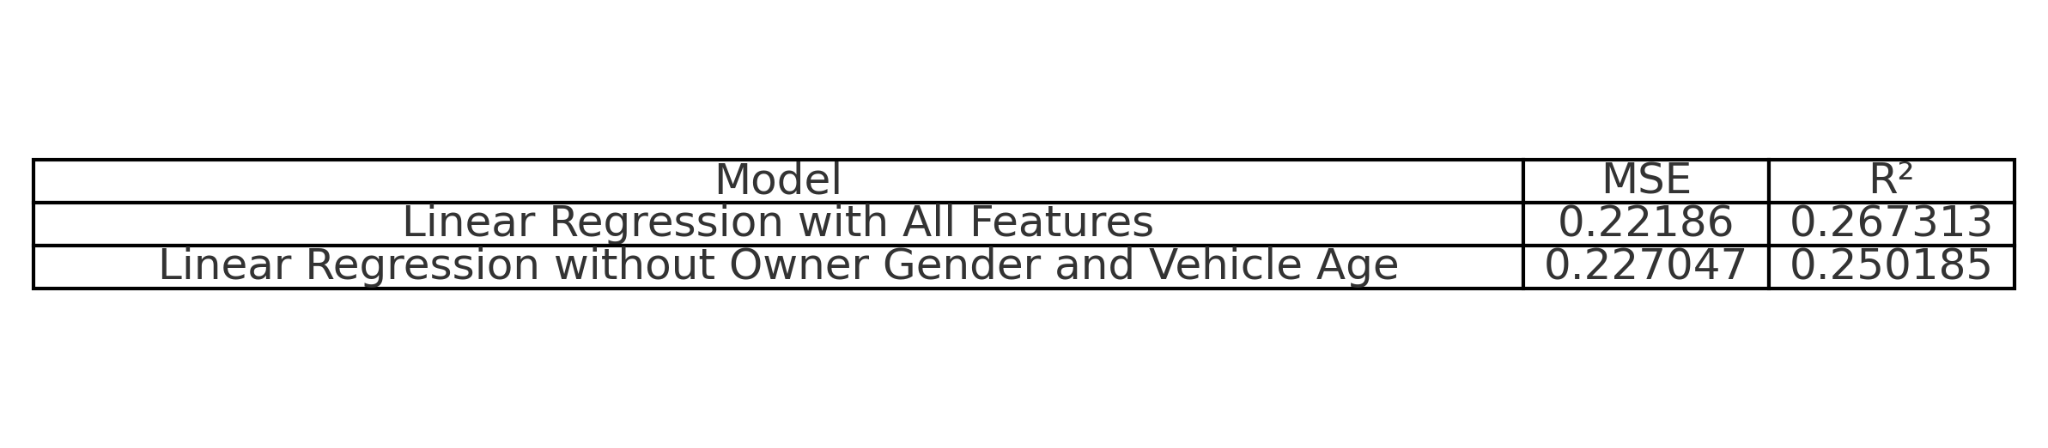 Model MSE R²
Linear Regression with All Features 0.22186 0.267313
Linear Regression without Owner Gender and Vehicle Age 0.227047 0.250185